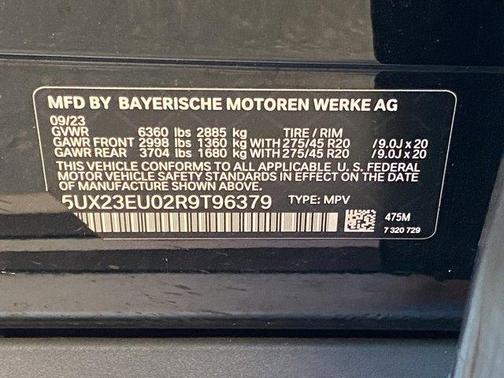 MFD BY BAYERISCHE MOTOREN WERKE AG
09/23
GVWR 6360 lbs 2885 kg TIRE / RIM
GAWR FRONT 2998 lbs 1360 kg WITH 275/45 R20 /9.0J x 20
GAWR REAR 3704 lbs 1680 kg WITH 275/45 R20 /9.0J x 20
THIS VEHICLE CONFORMS TO ALL APPLICABLE U. S. FEDERAL
MOTOR VEHICLE SAFETY STANDARDS IN EFFECT ON THE
DATE OF MANUFACTURE SHOWN ABOVE.
5UX23EU02R9T96379 TYPE: MPV
475M
7 320 729